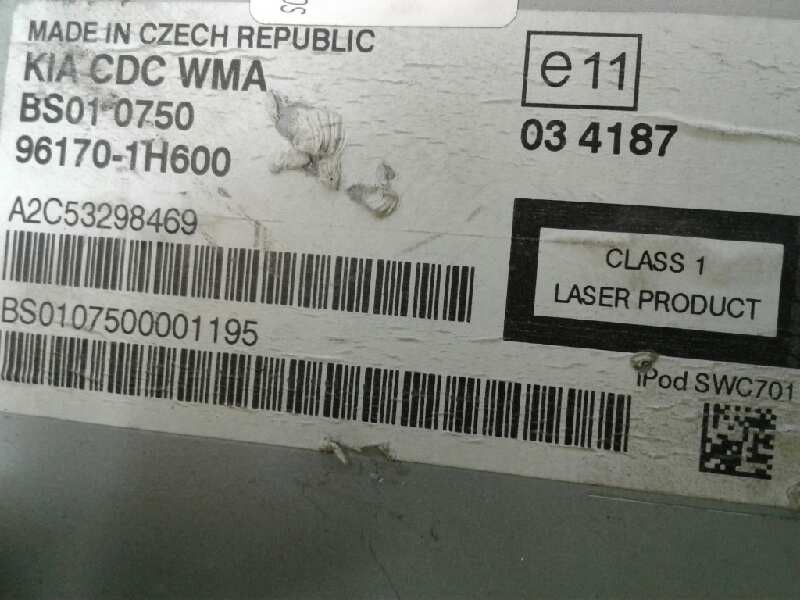 MADE IN CZECH REPUBLIC
KIA CDC WMA
BS01 0750
96170-1H600
e11
03 4187
A2C53298469
CLASS 1
LASER PRODUCT
BS0107500001195
iPod SWC701